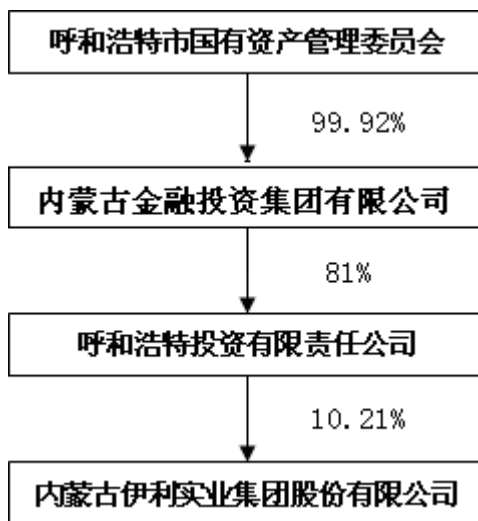 呼和浩特市国有资产管理委员会
99.92%
内蒙古金融投资集团有限公司
81%
呼和浩特投资有限责任公司
10.21%
内蒙古伊利实业集团股份有限公司